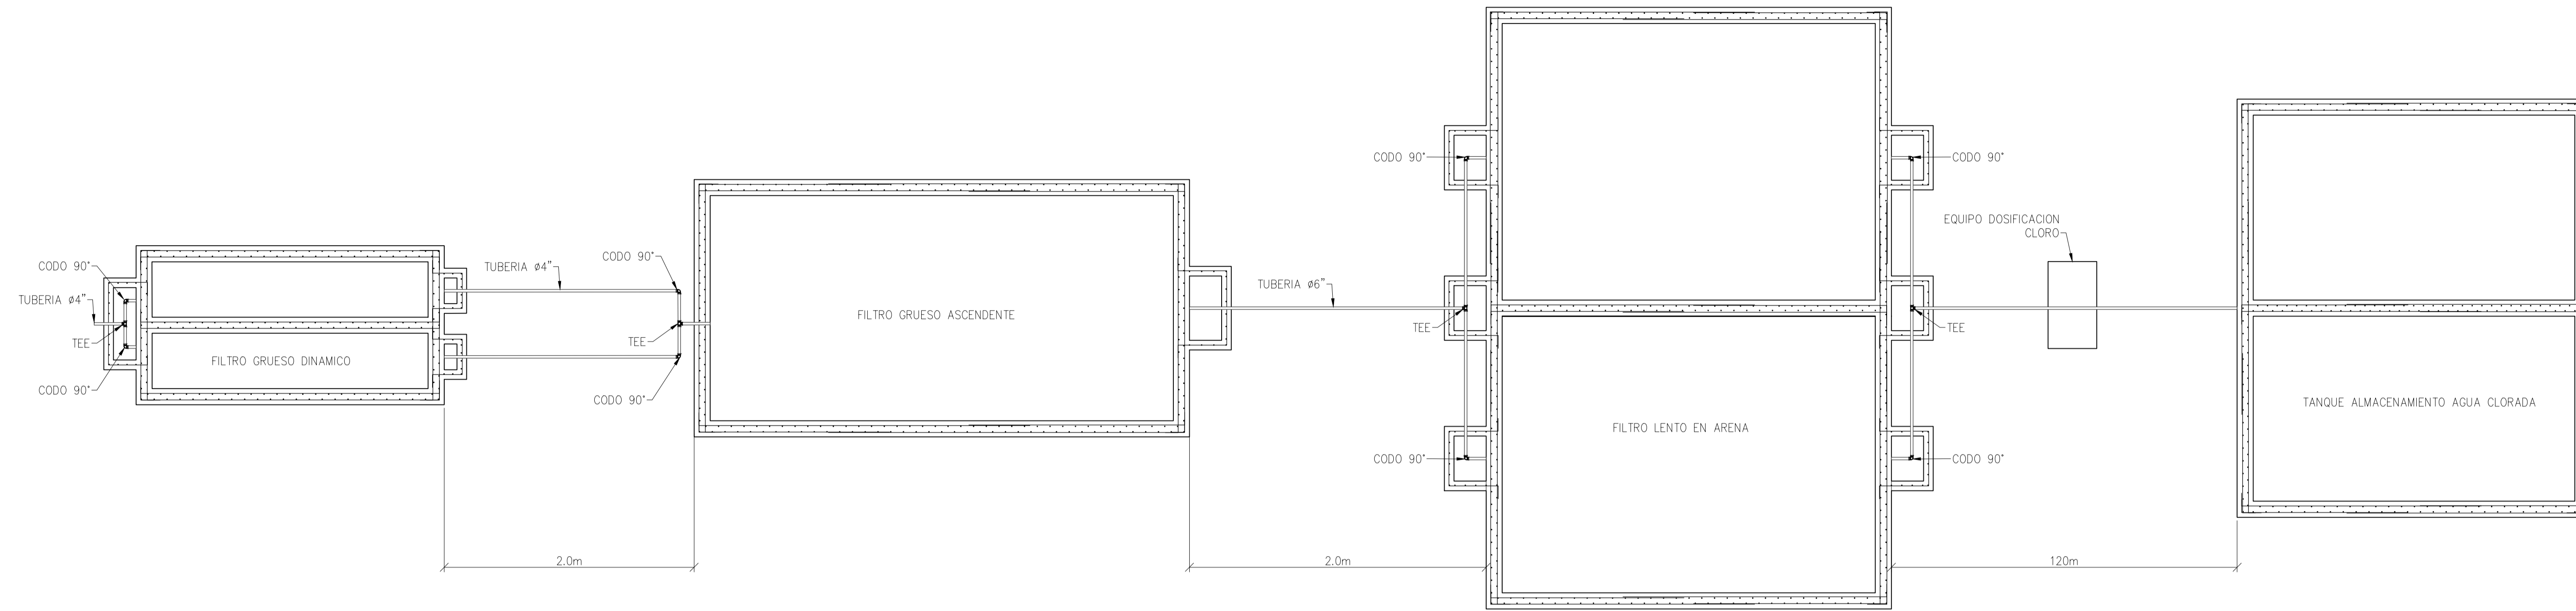 CODO 90°
TUBERIA ø4"
TEE
CODO 90°
FILTRO GRUESO DINAMICO
TUBERIA ø4"
CODO 90°
TEE
CODO 90°
2.0m
FILTRO GRUESO ASCENDENTE
TUBERIA ø6"
2.0m
CODO 90°
TEE
CODO 90°
FILTRO LENTO EN ARENA
CODO 90°
TEE
CODO 90°
EQUIPO DOSIFICACION
CLORO
120m
TANQUE ALMACENAMIENTO AGUA CLORADA